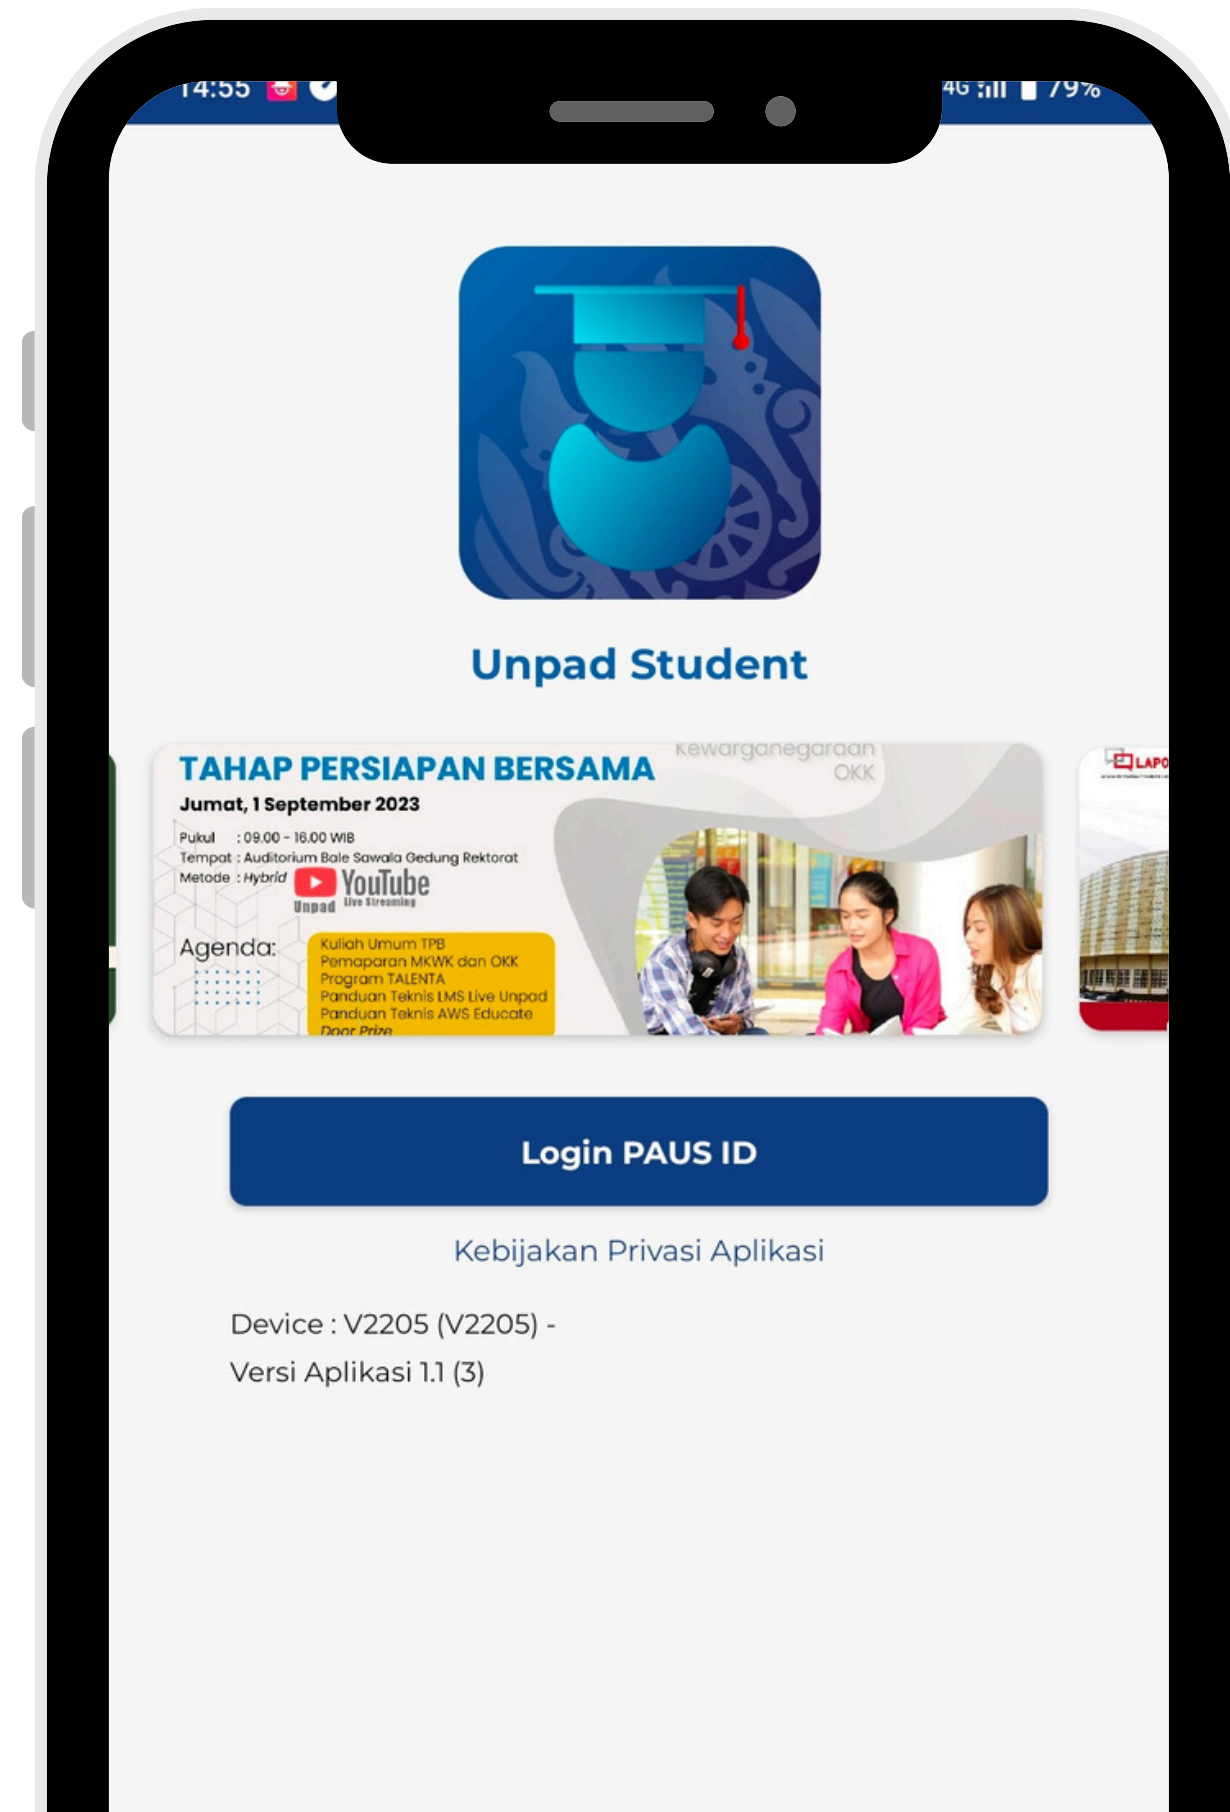 14:55
4G
79%
Unpad Student
TAHAP PERSIAPAN BERSAMA
Kewarganegaraan
OKK
Jumat, 1 September 2023
Pukul : 09.00 - 16.00 WIB
Tempat : Auditorium Bale Sawala Gedung Rektorat
Metode : Hybrid
YouTube
Unpad Live Streaming
Agenda:
Kuliah Umum TPB
Pemaparan MKWK dan OKK
Program TALENTA
Panduan Teknis LMS Live Unpad
Panduan Teknis AWS Educate
Door Prize
LAPO
Login PAUS ID
Kebijakan Privasi Aplikasi
Device : V2205 (V2205) -
Versi Aplikasi 1.1 (3)